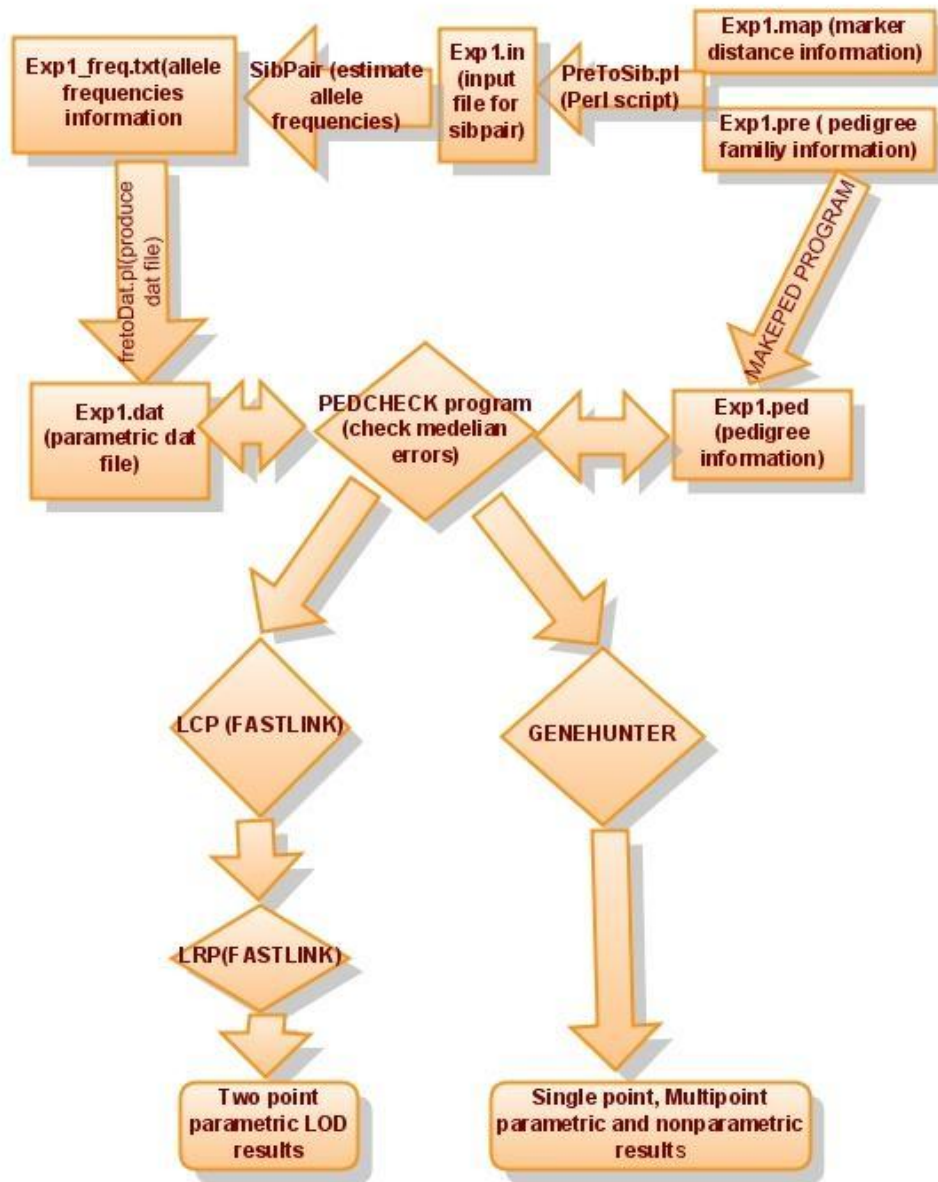 Exp1_freq.txt(allele
frequencies
information
SibPair (estimate
allele
frequencies)
Exp1.in
(input
file for
sibpair)
PreToSib.pl
(Perl script)
Exp1.map (marker
distance information)
Exp1.pre ( pedigree
familiy information)
fretoDat.pl(produce
dat file)
MAKEPED PROGRAM
Exp1.dat
(parametric dat
file)
PEDCHECK program
(check medelian
errors)
Exp1.ped
(pedigree
information)
LCP (FASTLINK)
GENEHUNTER
LRP(FASTLINK)
Two point
parametric LOD
results
Single point, Multipoint
parametric and nonparametric
results